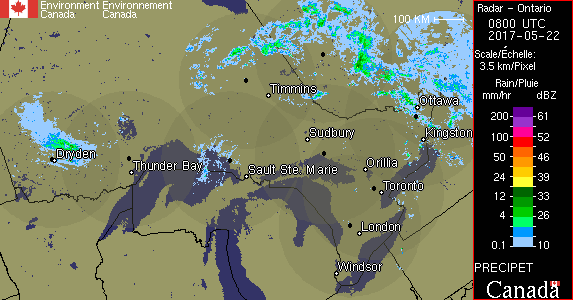 Environment Environnement
Canada Canada
100 KM
Timmins
Ottawa
Sudbury
Kingston
Dryden
Thunder Bay
Sault Ste. Marie
Orillia
Toronto
London
Windsor
Radar - Ontario
0800 UTC
2017-05-22
Scale/Échelle:
3.5 km/Pixel
Rain/Pluie
mm/hr dBZ
200 61
100 52
50 46
24 39
12 33
4 26
0.1 10
PRECIPET
Canada